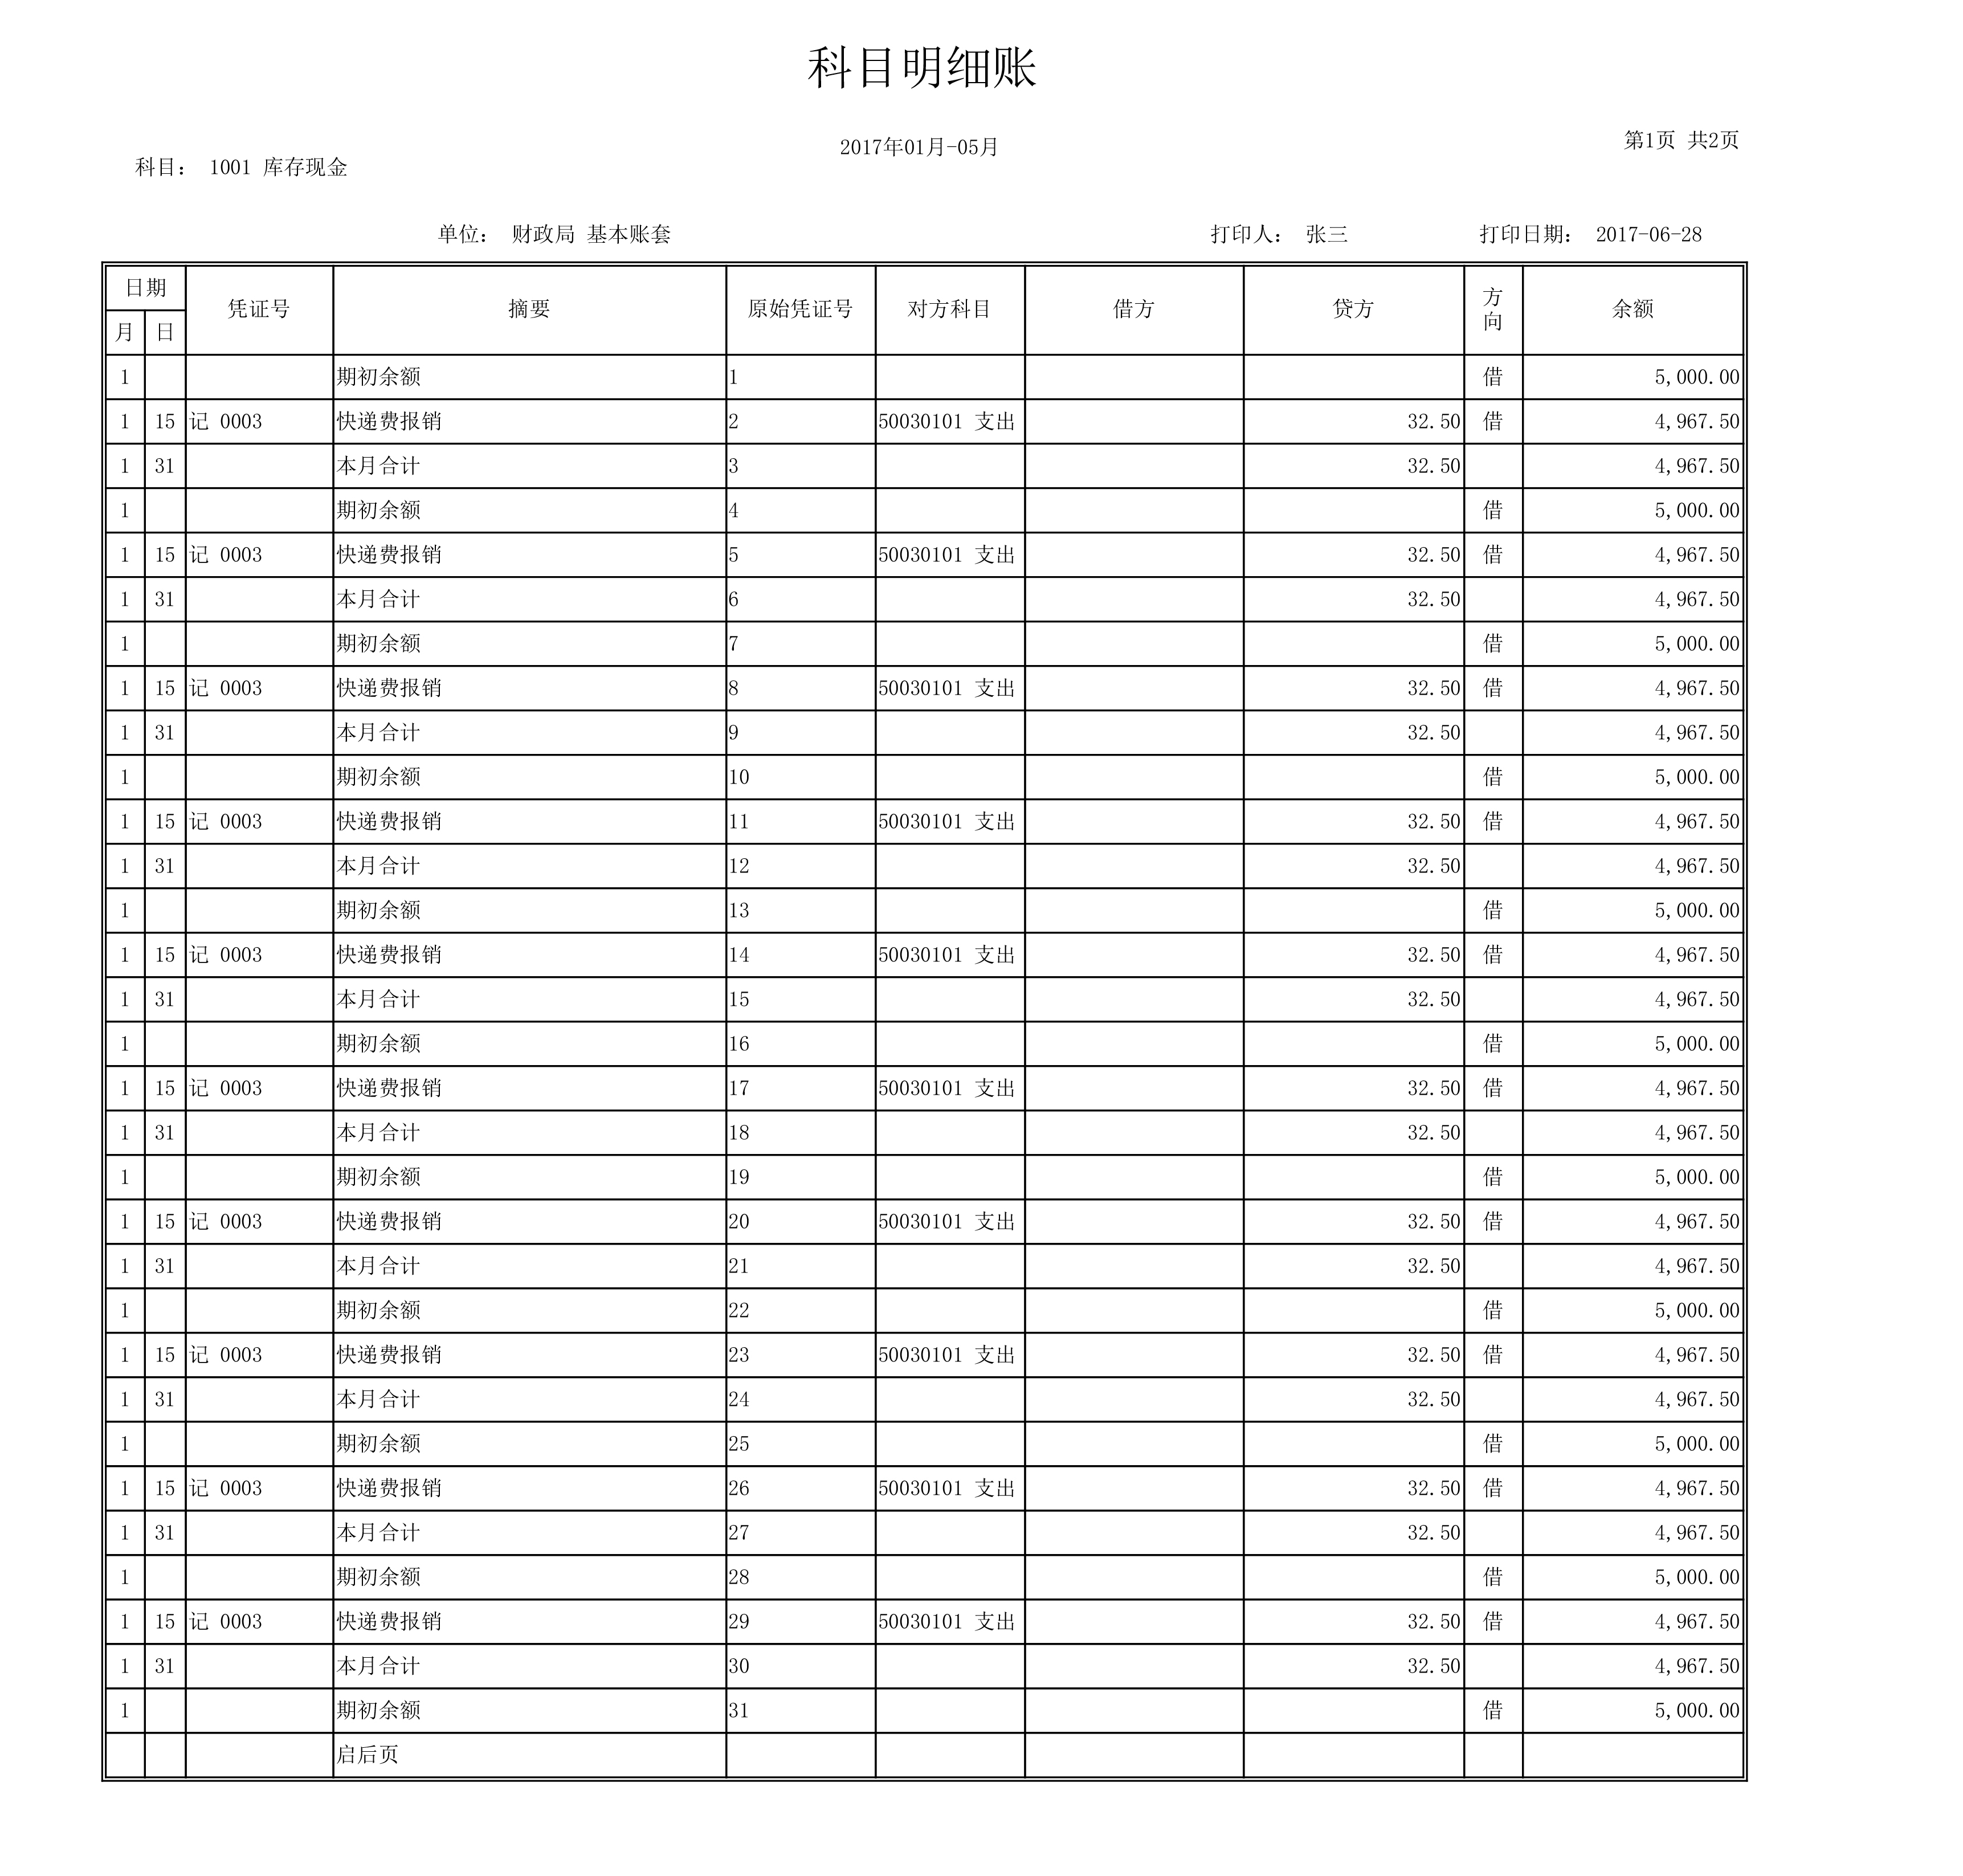 科目明细账
2017年01月-05月
第1页 共2页
科目： 1001 库存现金
单位： 财政局 基本账套 打印人： 张三 打印日期： 2017-06-28
日期 凭证号 摘要 原始凭证号 对方科目 借方 贷方 方向 余额
月 日
1 期初余额 1 借 5,000.00
1 15 记 0003 快递费报销 2 50030101 支出 32.50 借 4,967.50
1 31 本月合计 3 32.50 4,967.50
1 期初余额 4 借 5,000.00
1 15 记 0003 快递费报销 5 50030101 支出 32.50 借 4,967.50
1 31 本月合计 6 32.50 4,967.50
1 期初余额 7 借 5,000.00
1 15 记 0003 快递费报销 8 50030101 支出 32.50 借 4,967.50
1 31 本月合计 9 32.50 4,967.50
1 期初余额 10 借 5,000.00
1 15 记 0003 快递费报销 11 50030101 支出 32.50 借 4,967.50
1 31 本月合计 12 32.50 4,967.50
1 期初余额 13 借 5,000.00
1 15 记 0003 快递费报销 14 50030101 支出 32.50 借 4,967.50
1 31 本月合计 15 32.50 4,967.50
1 期初余额 16 借 5,000.00
1 15 记 0003 快递费报销 17 50030101 支出 32.50 借 4,967.50
1 31 本月合计 18 32.50 4,967.50
1 期初余额 19 借 5,000.00
1 15 记 0003 快递费报销 20 50030101 支出 32.50 借 4,967.50
1 31 本月合计 21 32.50 4,967.50
1 期初余额 22 借 5,000.00
1 15 记 0003 快递费报销 23 50030101 支出 32.50 借 4,967.50
1 31 本月合计 24 32.50 4,967.50
1 期初余额 25 借 5,000.00
1 15 记 0003 快递费报销 26 50030101 支出 32.50 借 4,967.50
1 31 本月合计 27 32.50 4,967.50
1 期初余额 28 借 5,000.00
1 15 记 0003 快递费报销 29 50030101 支出 32.50 借 4,967.50
1 31 本月合计 30 32.50 4,967.50
1 期初余额 31 借 5,000.00
启后页